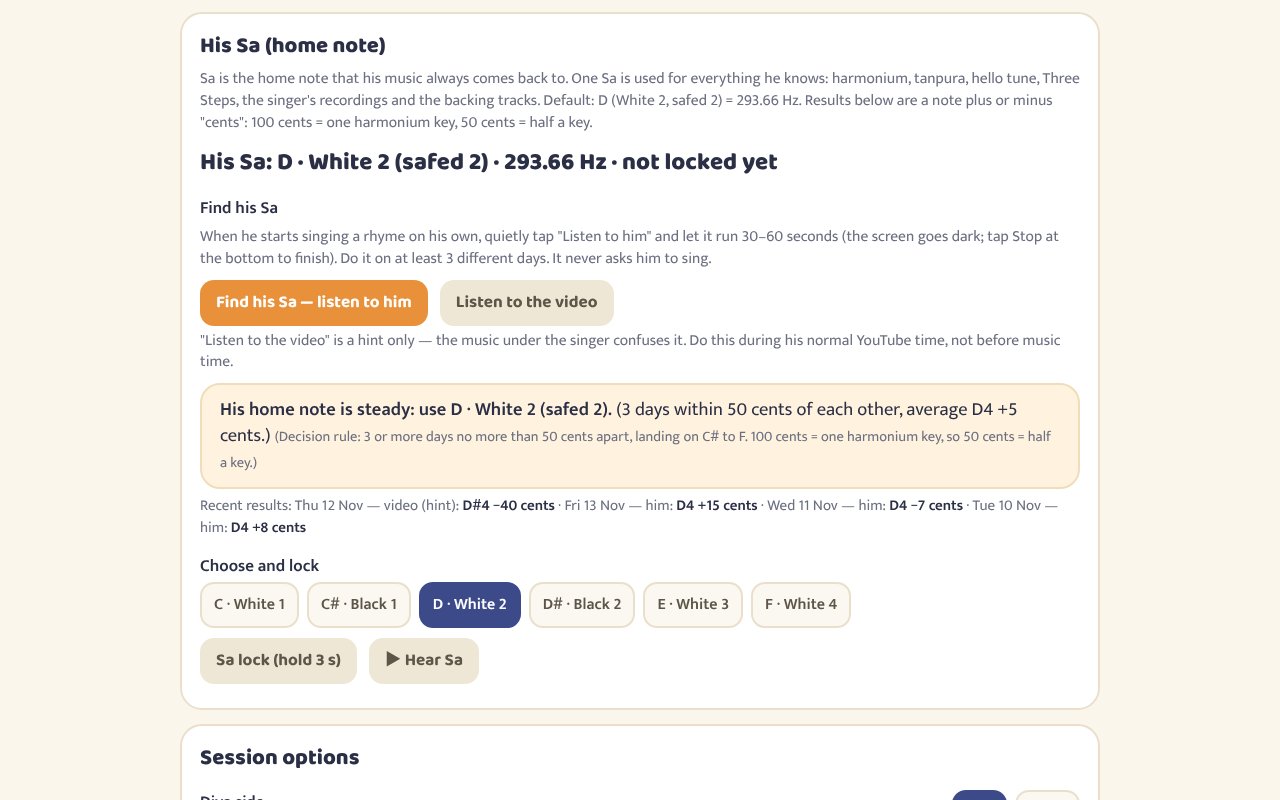 His Sa (home note)
Sa is the home note that his music always comes back to. One Sa is used for everything he knows: harmonium, tanpura, hello tune, Three
Steps, the singer's recordings and the backing tracks. Default: D (White 2, safed 2) = 293.66 Hz. Results below are a note plus or minus
"cents": 100 cents = one harmonium key, 50 cents = half a key.
His Sa: D · White 2 (safed 2) · 293.66 Hz · not locked yet
Find his Sa
When he starts singing a rhyme on his own, quietly tap "Listen to him" and let it run 30–60 seconds (the screen goes dark; tap Stop at
the bottom to finish). Do it on at least 3 different days. It never asks him to sing.
Find his Sa — listen to him
Listen to the video
"Listen to the video" is a hint only — the music under the singer confuses it. Do this during his normal YouTube time, not before music
time.
His home note is steady: use D · White 2 (safed 2). (3 days within 50 cents of each other, average D4 +5
cents.) (Decision rule: 3 or more days no more than 50 cents apart, landing on C# to F. 100 cents = one harmonium key, so 50 cents = half
a key.)
Recent results: Thu 12 Nov — video (hint): D#4 −40 cents · Fri 13 Nov — him: D4 +15 cents · Wed 11 Nov — him: D4 −7 cents · Tue 10 Nov —
him: D4 +8 cents
Choose and lock
C · White 1
C# · Black 1
D · White 2
D# · Black 2
E · White 3
F · White 4
Sa lock (hold 3 s)
▶ Hear Sa
Session options